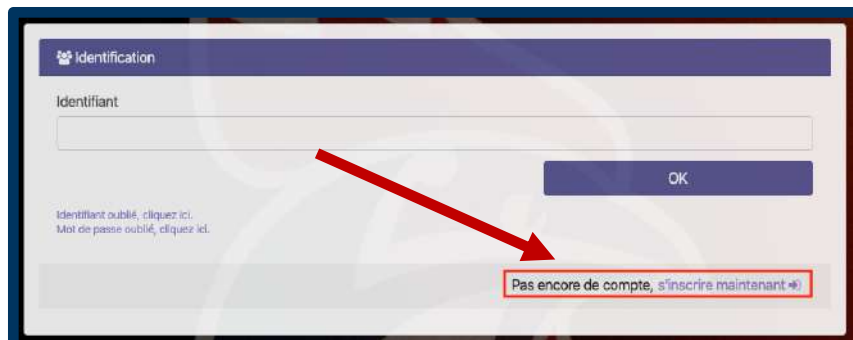 Identification
Identifiant
OK
Identifiant oublié, cliquez ici.
Mot de passe oublié, cliquez ici.
Pas encore de compte, s'inscrire maintenant